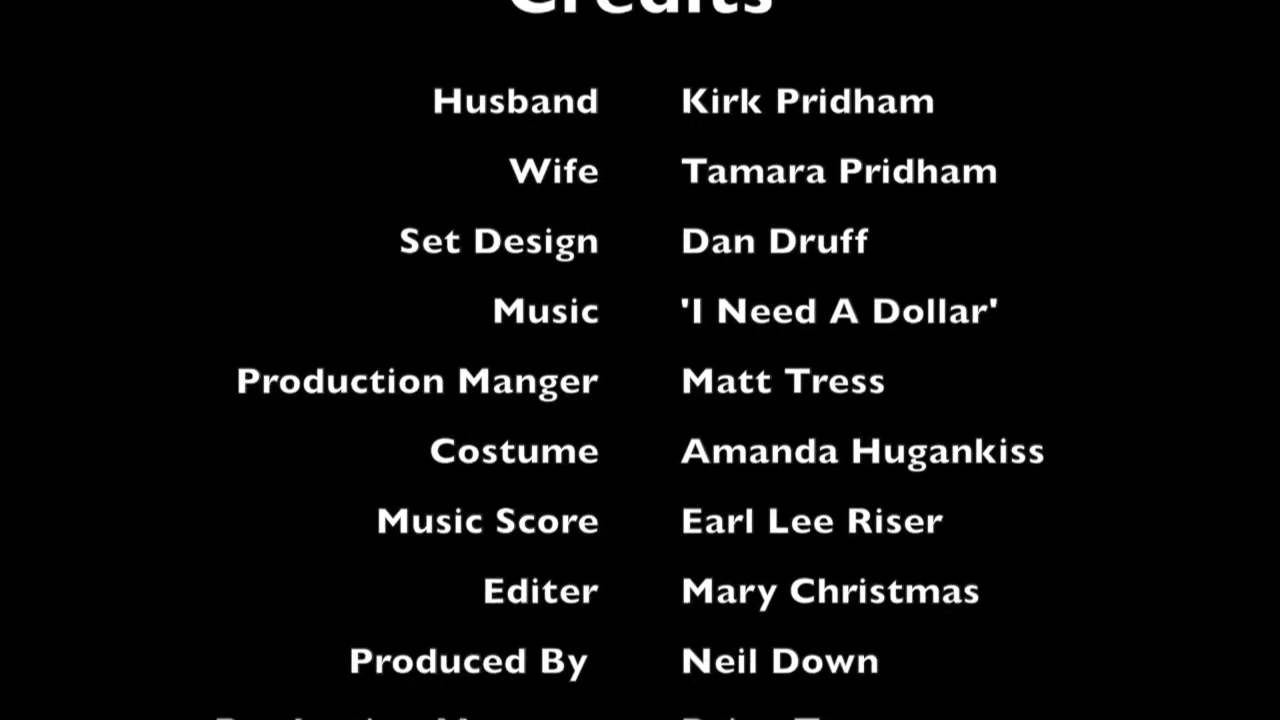 Credits
Husband Kirk Pridham
Wife Tamara Pridham
Set Design Dan Druff
Music 'I Need A Dollar'
Production Manger Matt Tress
Costume Amanda Hugankiss
Music Score Earl Lee Riser
Editer Mary Christmas
Produced By Neil Down